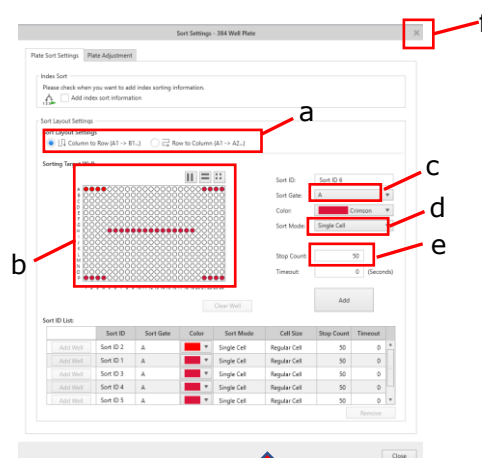 Sort Settings - 384 Well Plate
f
Plate Sort Settings Plate Adjustment
Index Sort
Please check when you want to add index sorting information.
Add index sort information
a
Sort Layout Settings
Sort Layout Settings
Column to Row (A1 -> B1...) Row to Column (A1 -> A2...)
Sorting Target Well:
c
Sort ID: Sort ID 6
Sort Gate: A
Color: Crimson
d
Sort Mode: Single Cell
e
b
Stop Count: 50
Timeout: 0 (Seconds)
Clear Well
Add
Sort ID List:
Sort ID Sort Gate Color Sort Mode Cell Size Stop Count Timeout
Add Well Sort ID 2 A Single Cell Regular Cell 50 0
Add Well Sort ID 1 A Single Cell Regular Cell 50 0
Add Well Sort ID 3 A Single Cell Regular Cell 50 0
Add Well Sort ID 4 A Single Cell Regular Cell 50 0
Add Well Sort ID 5 A Single Cell Regular Cell 50 0
Remove
Close